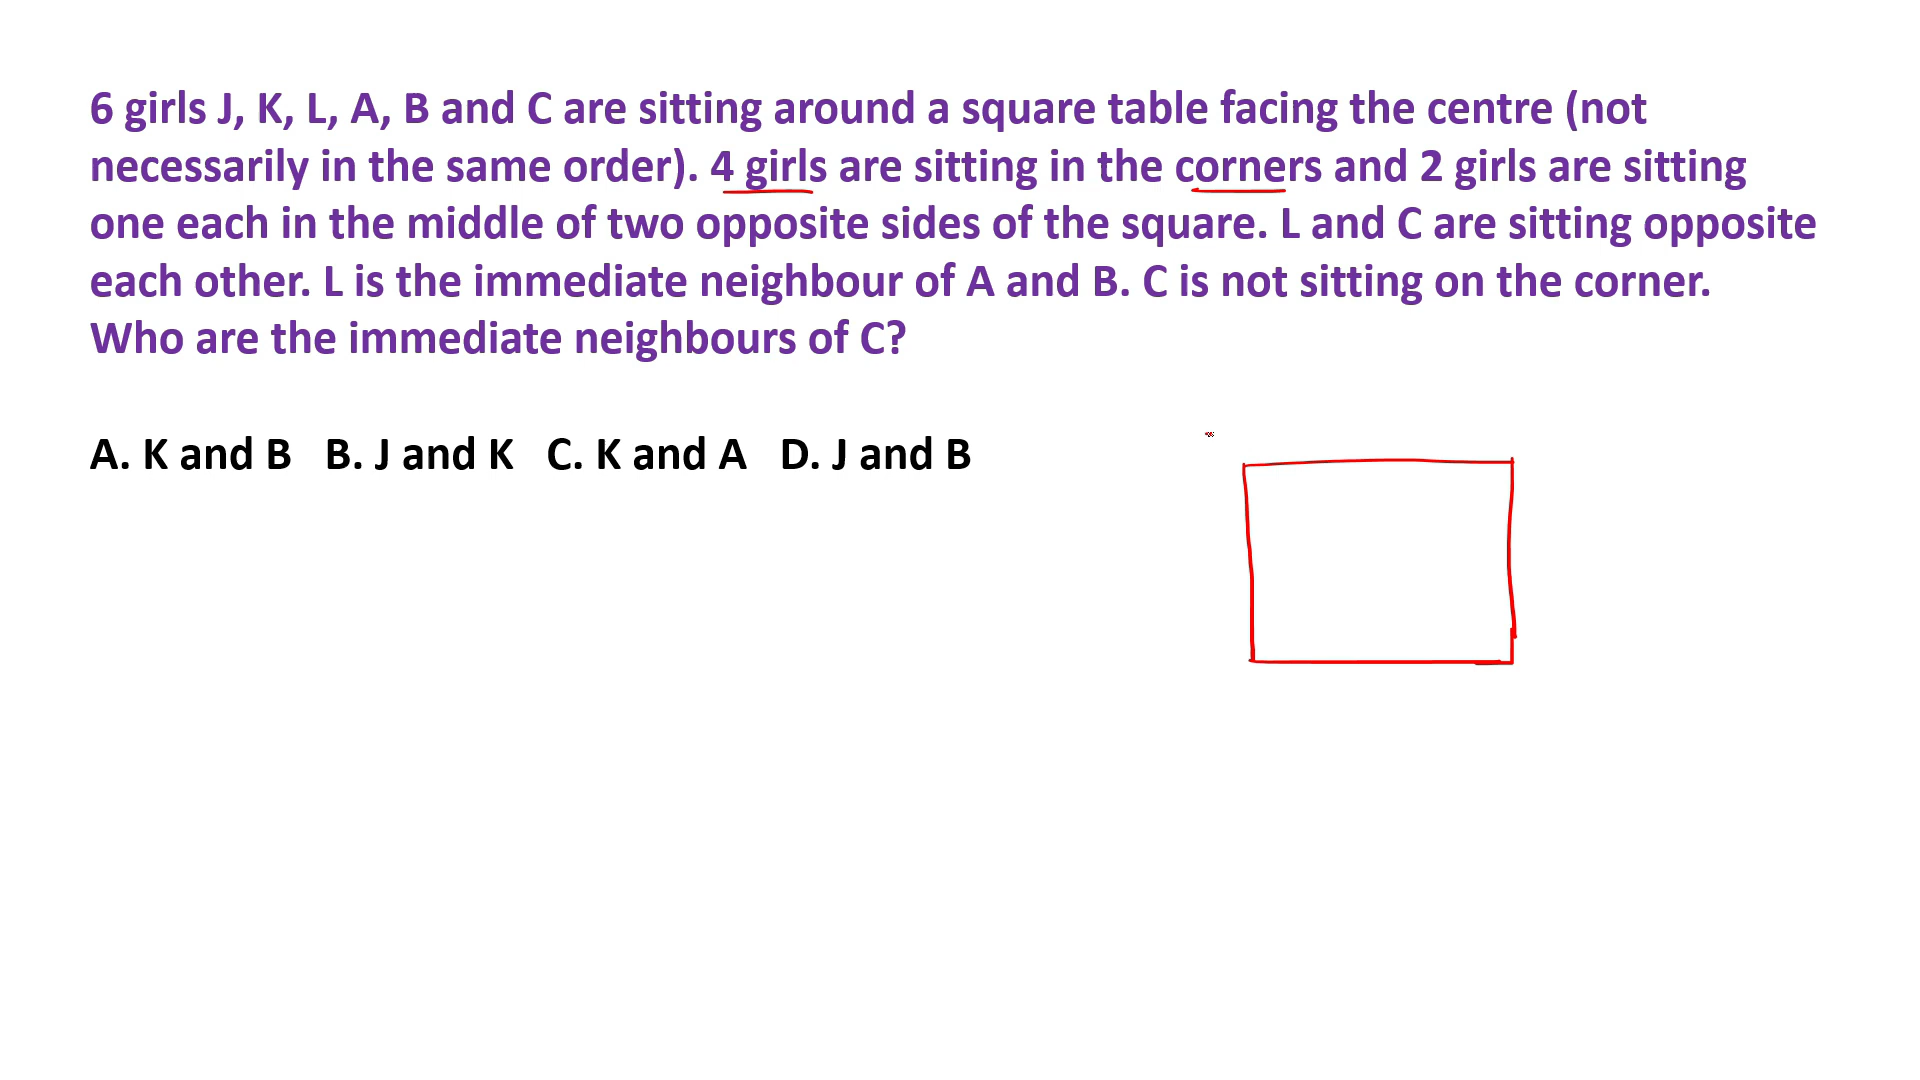 6 girls J, K, L, A, B and C are sitting around a square table facing the centre (not
necessarily in the same order). 4 girls are sitting in the corners and 2 girls are sitting
one each in the middle of two opposite sides of the square. L and C are sitting opposite
each other. L is the immediate neighbour of A and B. C is not sitting on the corner.
Who are the immediate neighbours of C?
A. K and B B. J and K C. K and A D. J and B